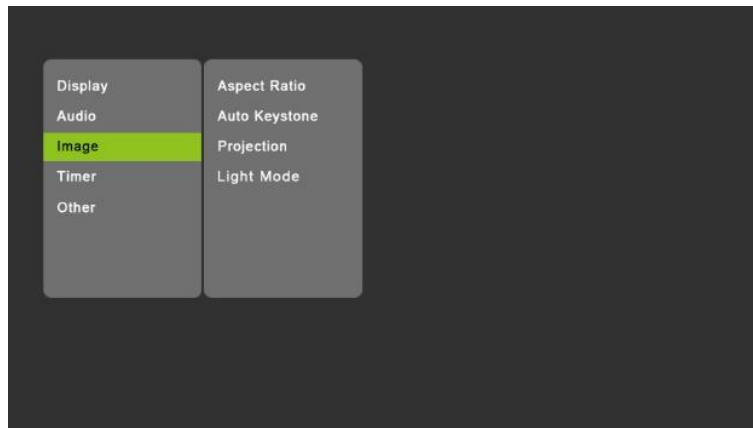 Display
Audio
Image
Timer
Other
Aspect Ratio
Auto Keystone
Projection
Light Mode